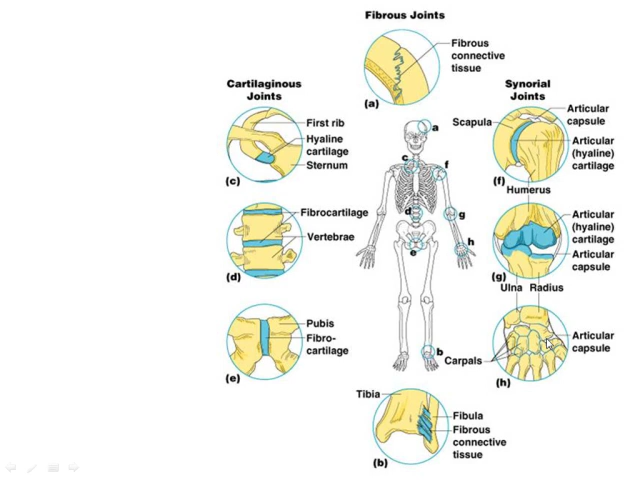 Fibrous Joints
Fibrous
connective
tissue
(a)
Cartilaginous
Joints
First rib
Hyaline
cartilage
Sternum
(c)
Fibrocartilage
Vertebrae
(d)
Pubis
Fibro-
cartilage
(e)
a
c
f
d
g
h
e
b
Synorial
Joints
Scapula
Articular
capsule
Articular
(hyaline)
cartilage
(f)
Humerus
Articular
(hyaline)
cartilage
Articular
capsule
(g)
Ulna Radius
Articular
capsule
Carpals
(h)
Tibia
Fibula
Fibrous
connective
tissue
(b)